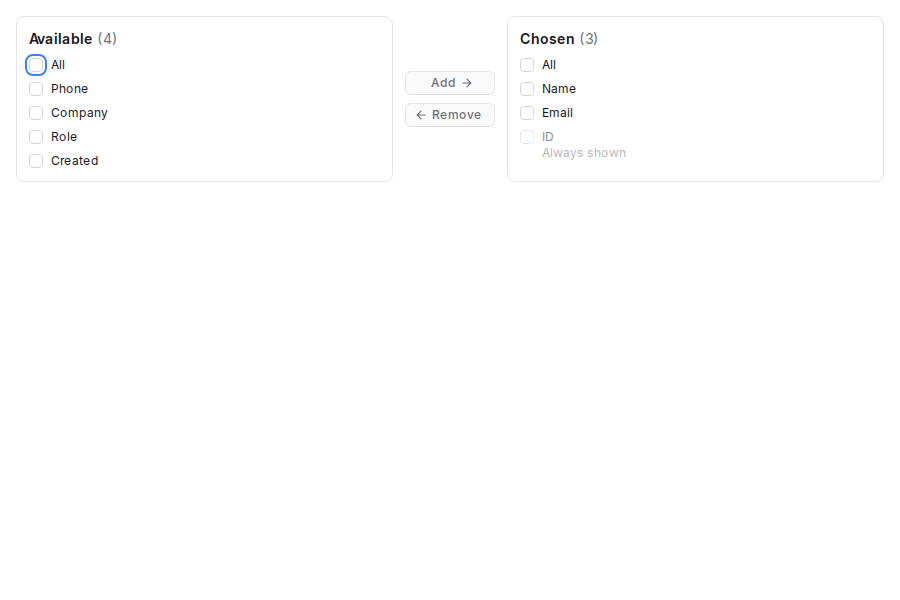 Available (4)
All
Phone
Company
Role
Created
Add →
← Remove
Chosen (3)
All
Name
Email
ID
Always shown